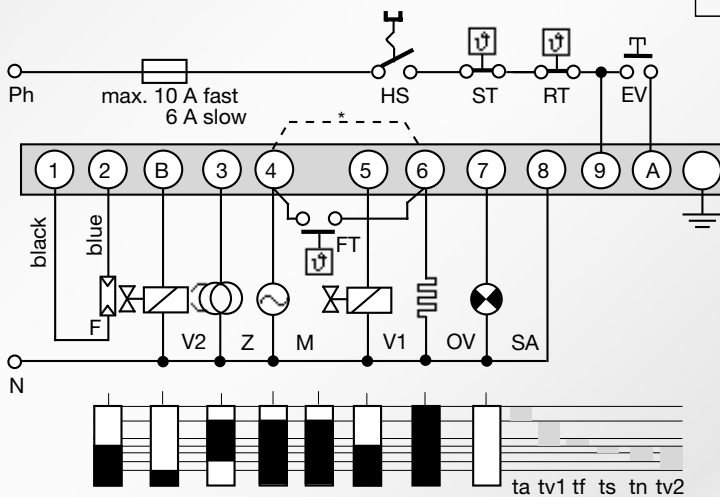 HS ST RT EV
Ph
max. 10 A fast
6 A slow
*
1 2 B 3 4 5 6 7 8 9 A
black
blue
FT
ϑ
ϑ
ϑ
F V2 Z M V1 OV SA
N
ta tv1 tf ts tn tv2